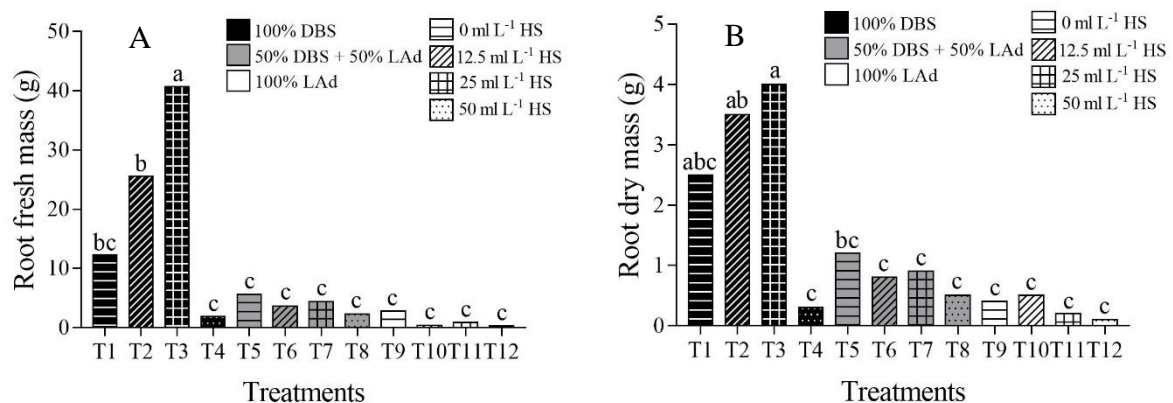 A
100% DBS
50% DBS + 50% LAd
100% LAd
0 ml L⁻¹ HS
12.5 ml L⁻¹ HS
25 ml L⁻¹ HS
50 ml L⁻¹ HS
Root fresh mass (g)
50
40
30
20
10
0
bc
b
a
c
c
c
c
c
c
c
c
c
T1 T2 T3 T4 T5 T6 T7 T8 T9 T10 T11 T12
Treatments
B
100% DBS
50% DBS + 50% LAd
100% LAd
0 ml L⁻¹ HS
12.5 ml L⁻¹ HS
25 ml L⁻¹ HS
50 ml L⁻¹ HS
Root dry mass (g)
5
4
3
2
1
0
abc
ab
a
c
bc
c
c
c
c
c
c
c
T1 T2 T3 T4 T5 T6 T7 T8 T9 T10 T11 T12
Treatments